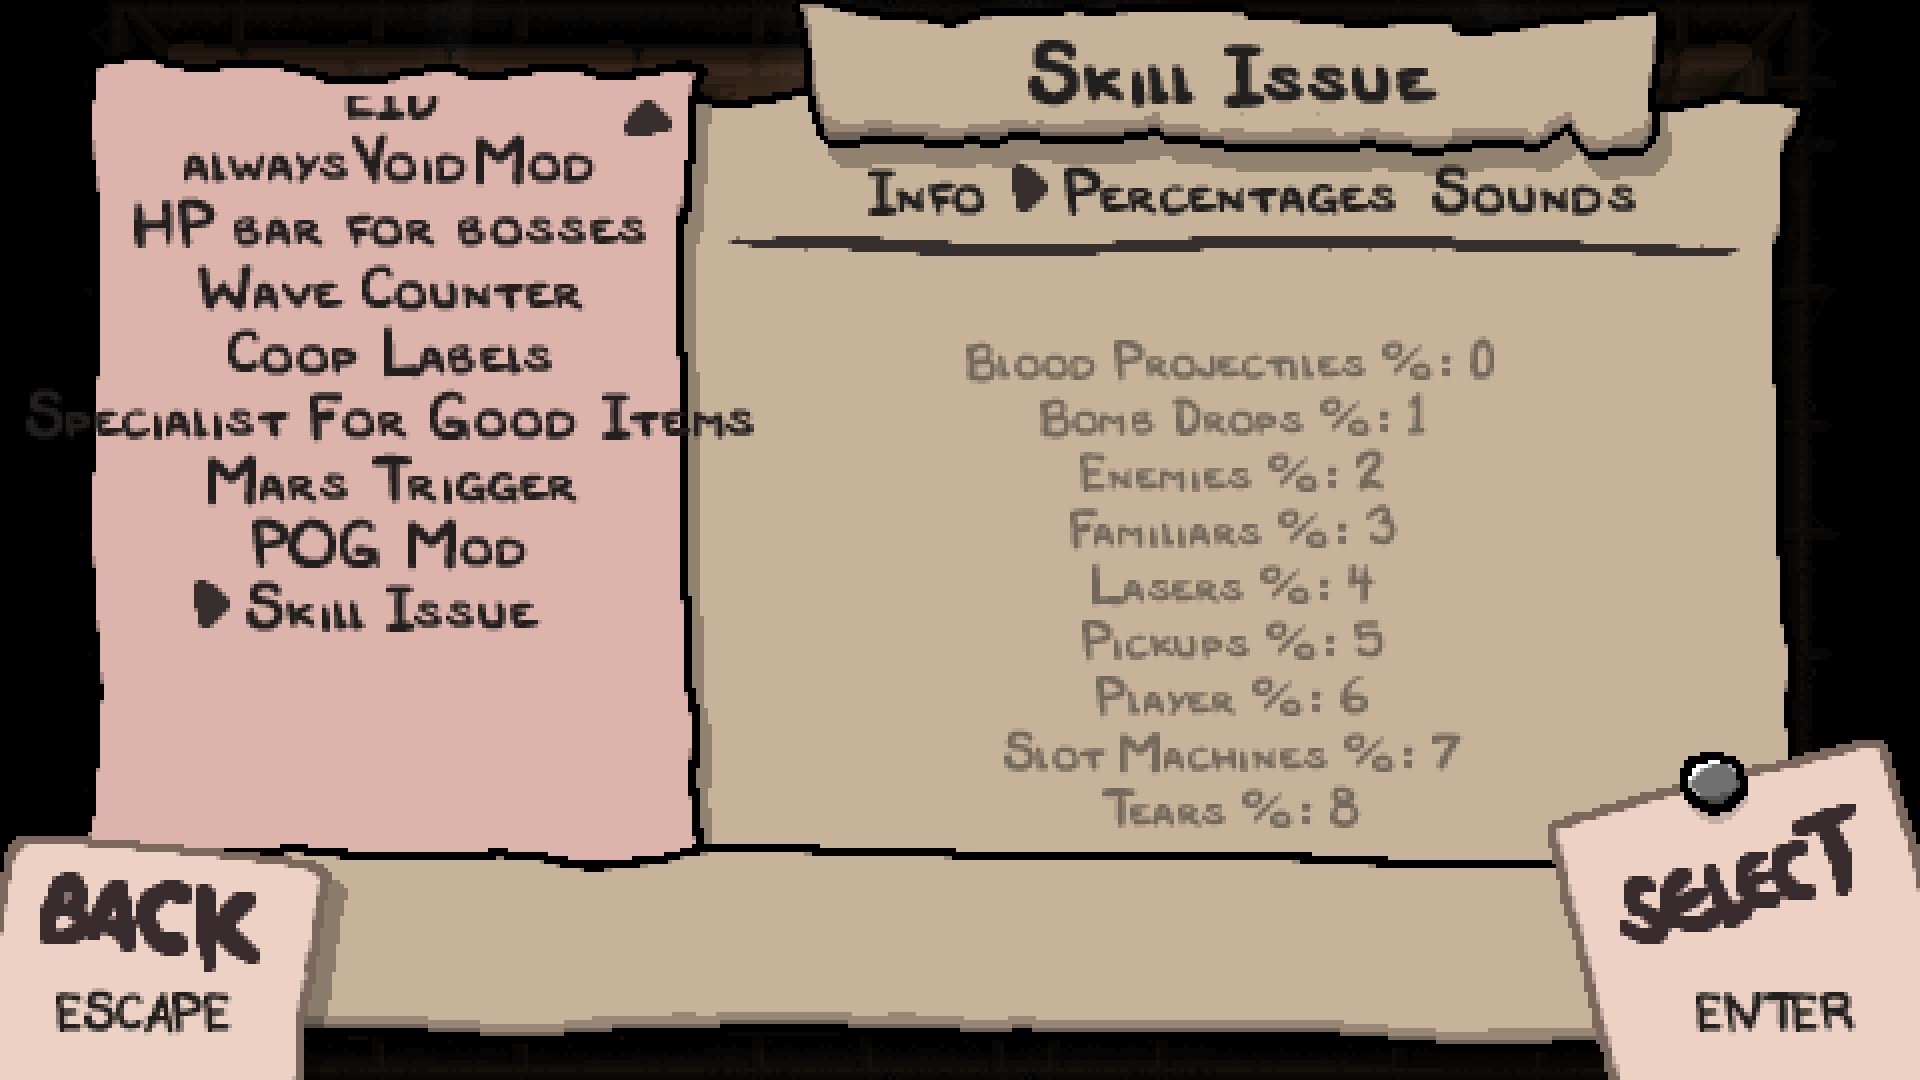 always Void Mod
HP bar for bosses
Wave Counter
Coop Labels
Specialist For Good Items
Mars Trigger
POG Mod
Skill Issue
Skill Issue
Info Percentages Sounds
Blood Projectiles %: 0
Bomb Drops %: 1
Enemies %: 2
Familiars %: 3
Lasers %: 4
Pickups %: 5
Player %: 6
Slot Machines %: 7
Tears %: 8
BACK
ESCAPE
SELECT
ENTER